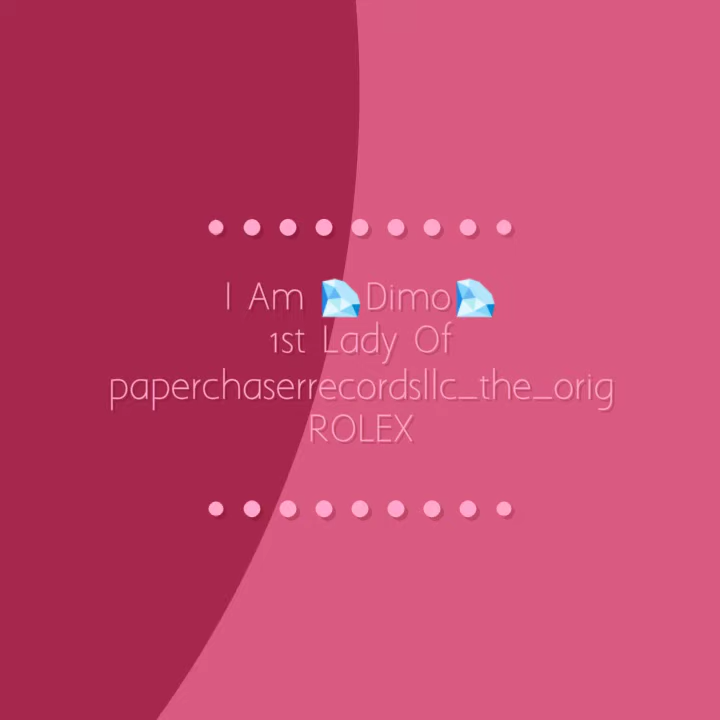 I Am 💎Dimo💎
1st Lady Of
paperchaserrecordsllc_the_orig
ROLEX